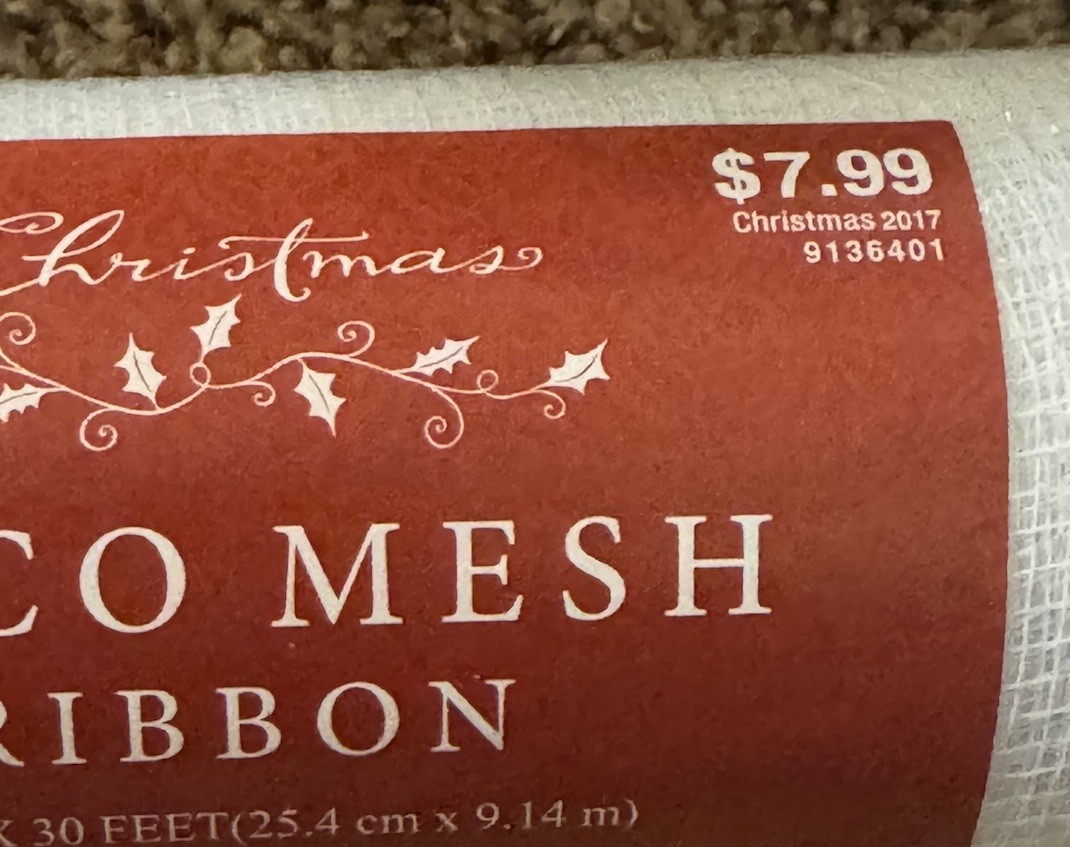 $7.99
Christmas 2017
9136401
Christmas
CO MESH
RIBBON
X 30 FEET(25.4 cm x 9.14 m)